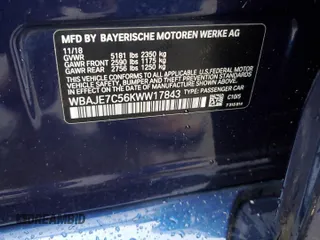 MFD BY BAYERISCHE MOTOREN WERKE AG
11/18
GVWR 5181 lbs 2350 kg
GAWR FRONT 2590 lbs 1175 kg
GAWR REAR 2756 lbs 1250 kg
THIS VEHICLE CONFORMS TO ALL APPLICABLE FEDERAL MOTOR
VEHICLE SAFETY, BUMPER AND THEFT PREVENTION STANDARDS
IN EFFECT ON THE DATE OF MANUFACTURE SHOWN ABOVE.
WBAJE7C56KWW17843 TYPE: PASSENGER CAR
C10/5